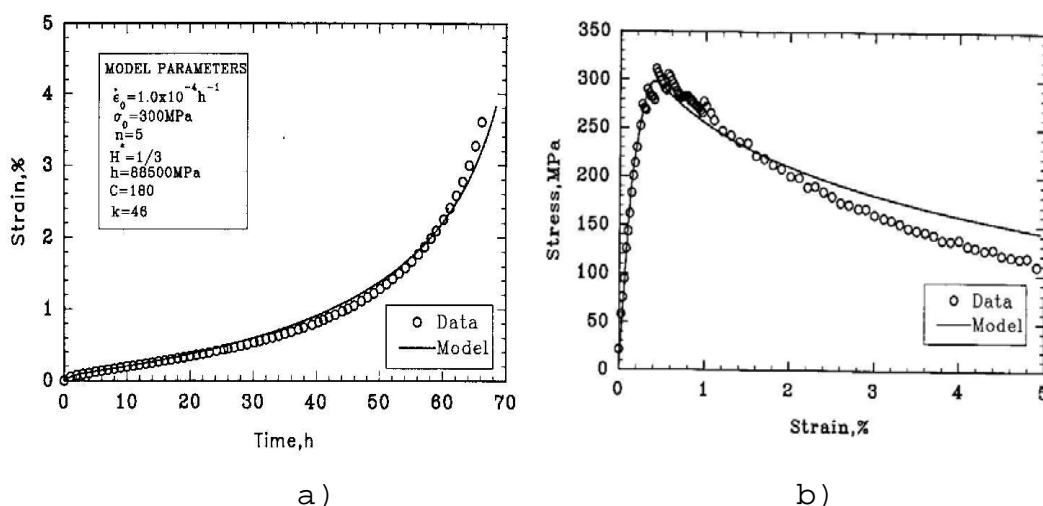 5
4
3
2
1
0
Strain,%
MODEL PARAMETERS
ε̇₀=1.0x10⁻⁴h⁻¹
σ₀=300MPa
n=5
H*=1/3
h=88500MPa
C=180
k=46
Data
Model
0 10 20 30 40 50 60 70
Time,h
a)
350
300
250
200
150
100
50
0
Stress,MPa
Data
Model
0 1 2 3 4 5
Strain,%
b)